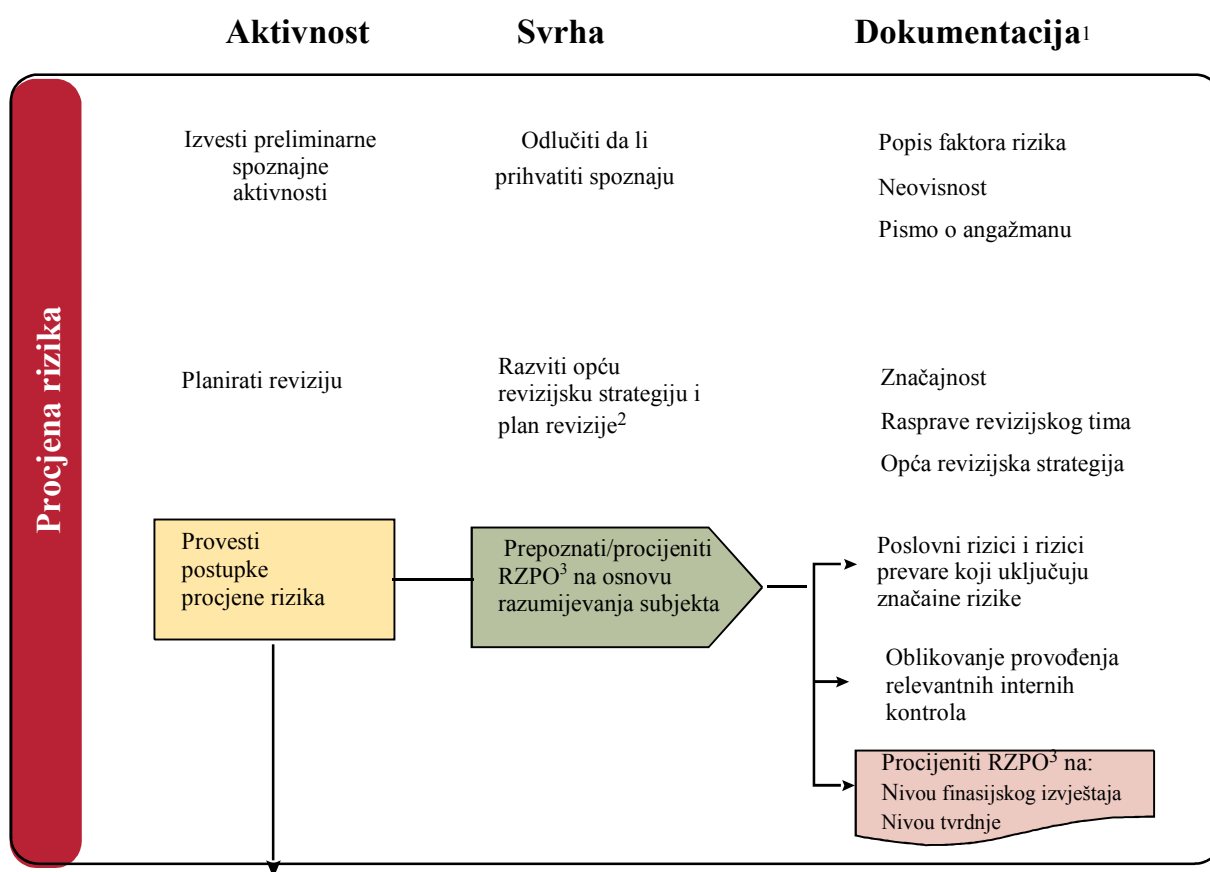 Aktivnost Svrha Dokumentacija1
Procjena rizika
Izvesti preliminarne
spoznajne
aktivnosti
Odlučiti da li
prihvatiti spoznaju
Popis faktora rizika
Neovisnost
Pismo o angažmanu
Planirati reviziju
Razviti opću
revizijsku strategiju i
plan revizije2
Značajnost
Rasprave revizijskog tima
Opća revizijska strategija
Provesti
postupke
procjene rizika
Prepoznati/procijeniti
RZPO3 na osnovu
razumijevanja subjekta
Poslovni rizici i rizici
prevare koji uključuju
značajne rizike
Oblikovanje provođenja
relevantnih internih
kontrola
Procijeniti RZPO3 na:
Nivou finasijskog izvještaja
Nivou tvrdnje